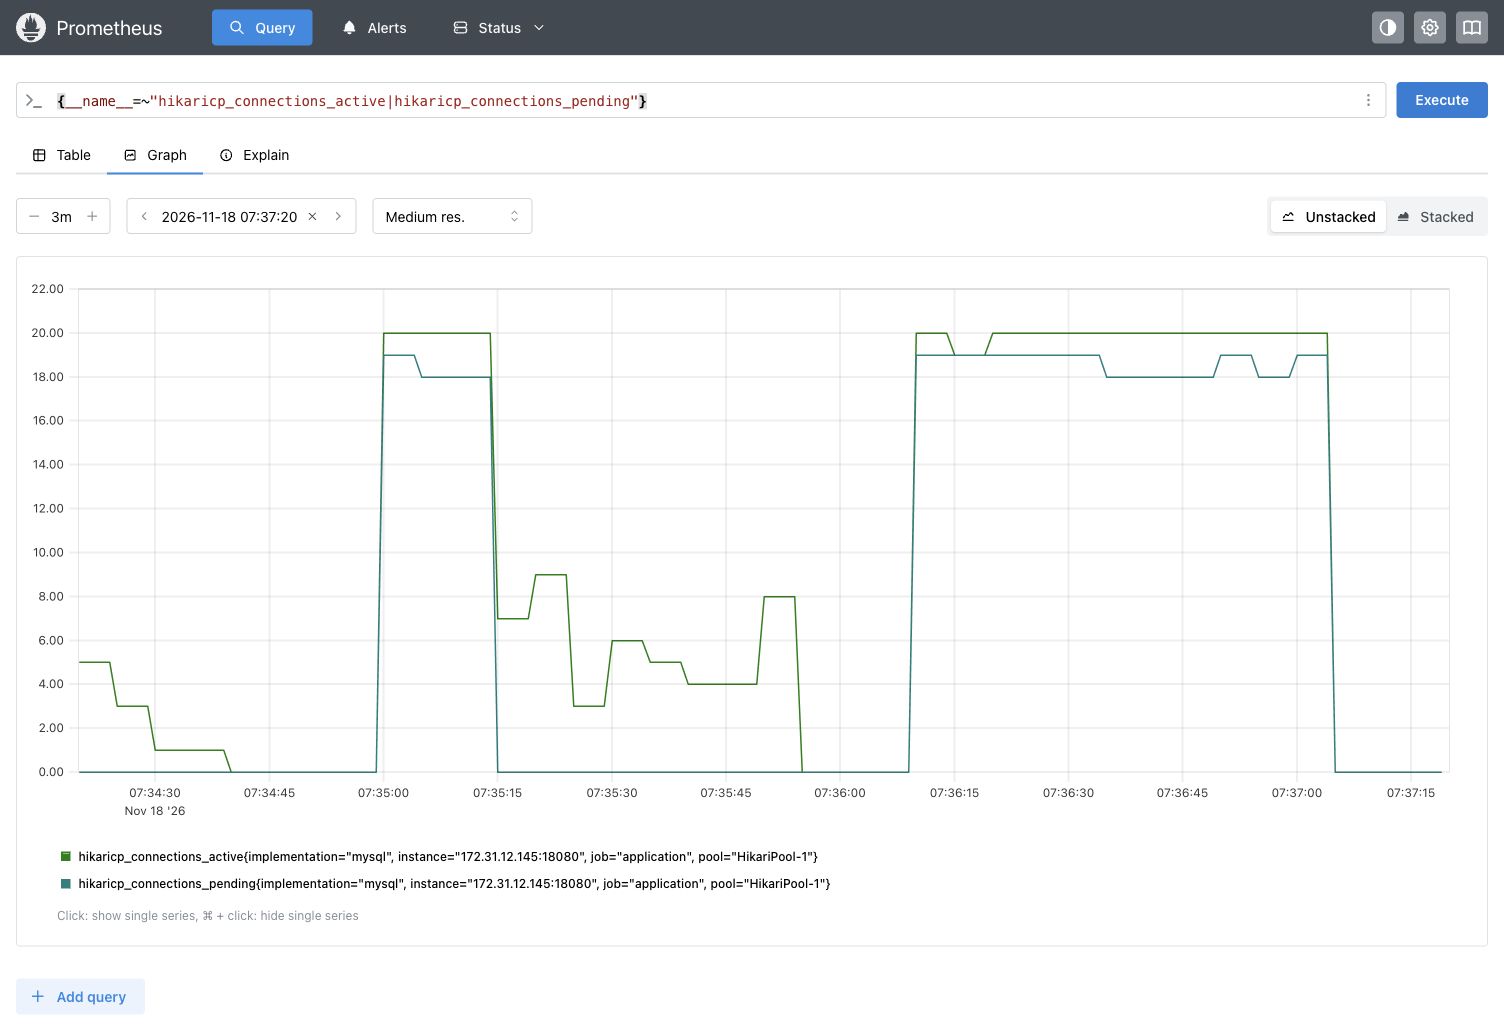 Prometheus Query Alerts Status
>_ {__name__=~"hikaricp_connections_active|hikaricp_connections_pending"} Execute
Table Graph Explain
3m 2026-11-18 07:37:20 Medium res. Unstacked Stacked
22.00
20.00
18.00
16.00
14.00
12.00
10.00
8.00
6.00
4.00
2.00
0.00
07:34:30 07:34:45 07:35:00 07:35:15 07:35:30 07:35:45 07:36:00 07:36:15 07:36:30 07:36:45 07:37:00 07:37:15
Nov 18 '26
hikaricp_connections_active{implementation="mysql", instance="172.31.12.145:18080", job="application", pool="HikariPool-1"}
hikaricp_connections_pending{implementation="mysql", instance="172.31.12.145:18080", job="application", pool="HikariPool-1"}
Click: show single series, ⌘ + click: hide single series
Add query